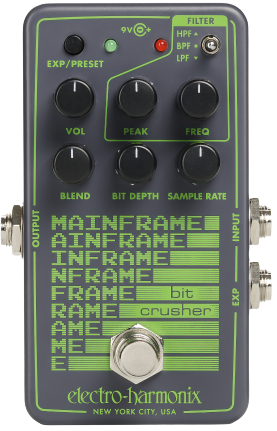 FILTER
9V +
HPF
BPF
LPF
EXP/PRESET
VOL PEAK FREQ
BLEND BIT DEPTH SAMPLE RATE
MAINFRAME
AINFRAME
INFRAME
NFRAME
FRAME bit
RAME crusher
AME
ME
E
OUTPUT
INPUT
EXP
electro-harmonix
NEW YORK CITY, USA